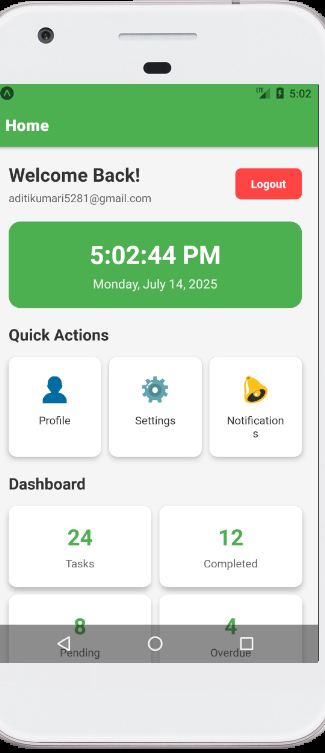 LTE 5:02
Home
Welcome Back!
aditikumari5281@gmail.com
Logout
5:02:44 PM
Monday, July 14, 2025
Quick Actions
Profile
Settings
Notification
s
Dashboard
24
12
Tasks
Completed
8
4
Pending
Overdue